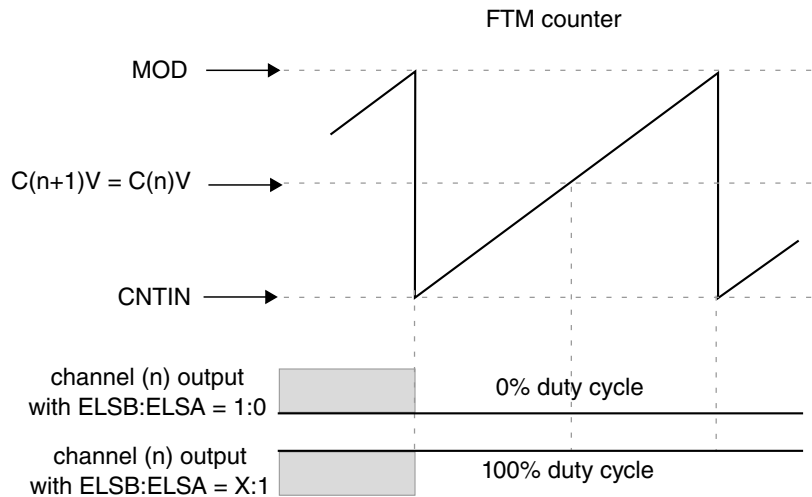 FTM counter
MOD
C(n+1)V = C(n)V
CNTIN
channel (n) output
with ELSB:ELSA = 1:0
0% duty cycle
channel (n) output
with ELSB:ELSA = X:1
100% duty cycle